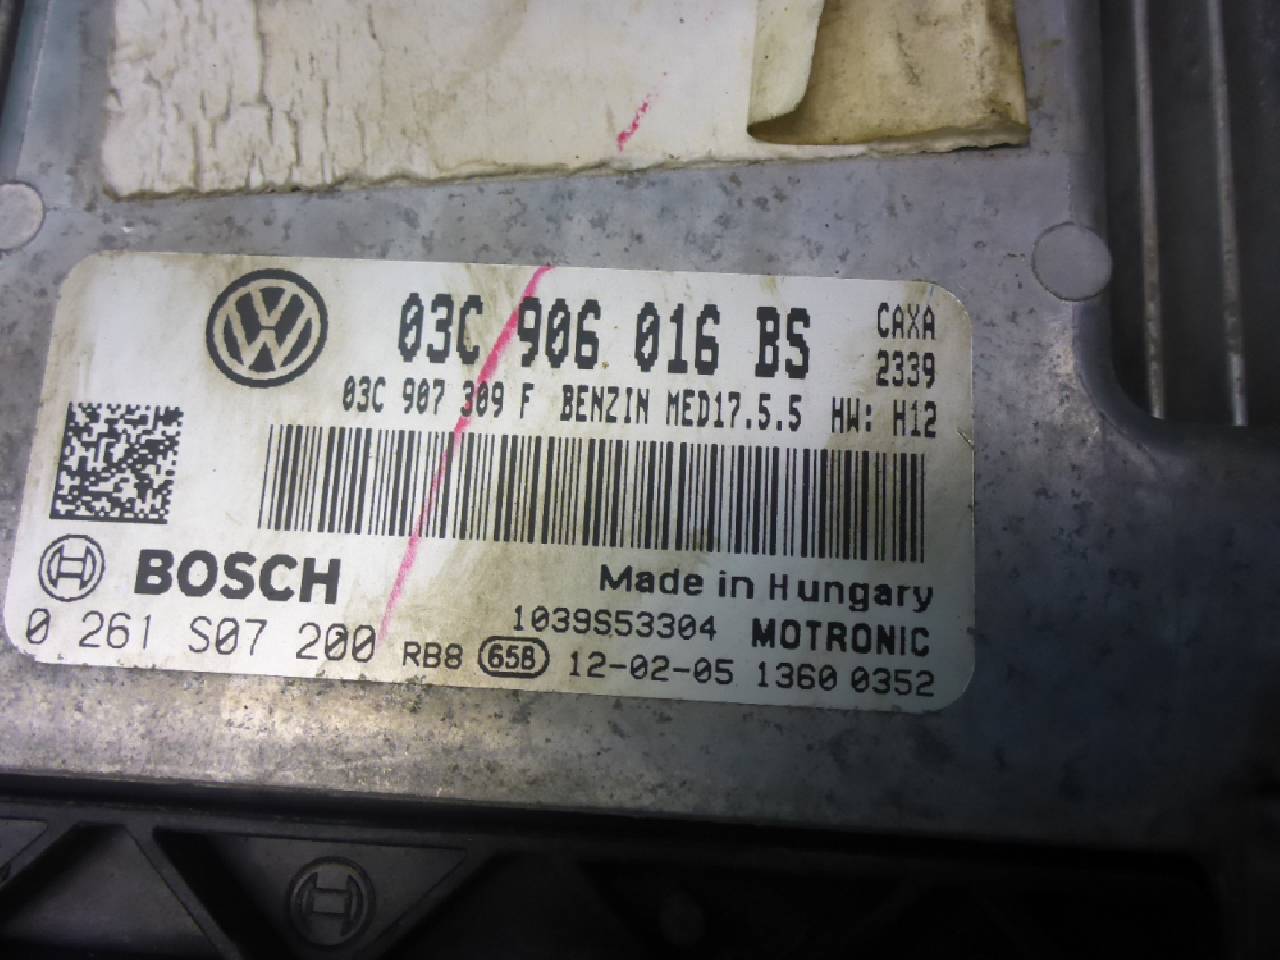 03C 906 016 BS CAXA
2339
03C 907 309 F BENZIN MED17.5.5 HW: H12
BOSCH Made in Hungary
1039S53304 MOTRONIC
0 261 S07 200 RB8 65B 12-02-05 1360 0352